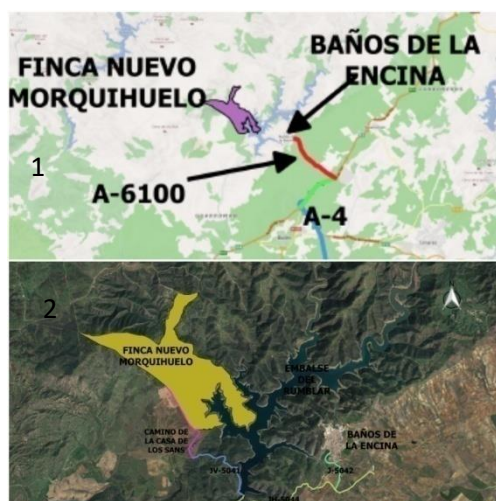 BAÑOS DE LA
ENCINA
FINCA NUEVO
MORQUIHUELO
1
A-6100
A-4
2
FINCA NUEVO
MORQUIHUELO
EMBALSE
DEL
RUMBLAR
CAMINO DE
LA CASA DE
LOS SANS
BAÑOS DE
LA ENCINA
JV-5041
J-5042